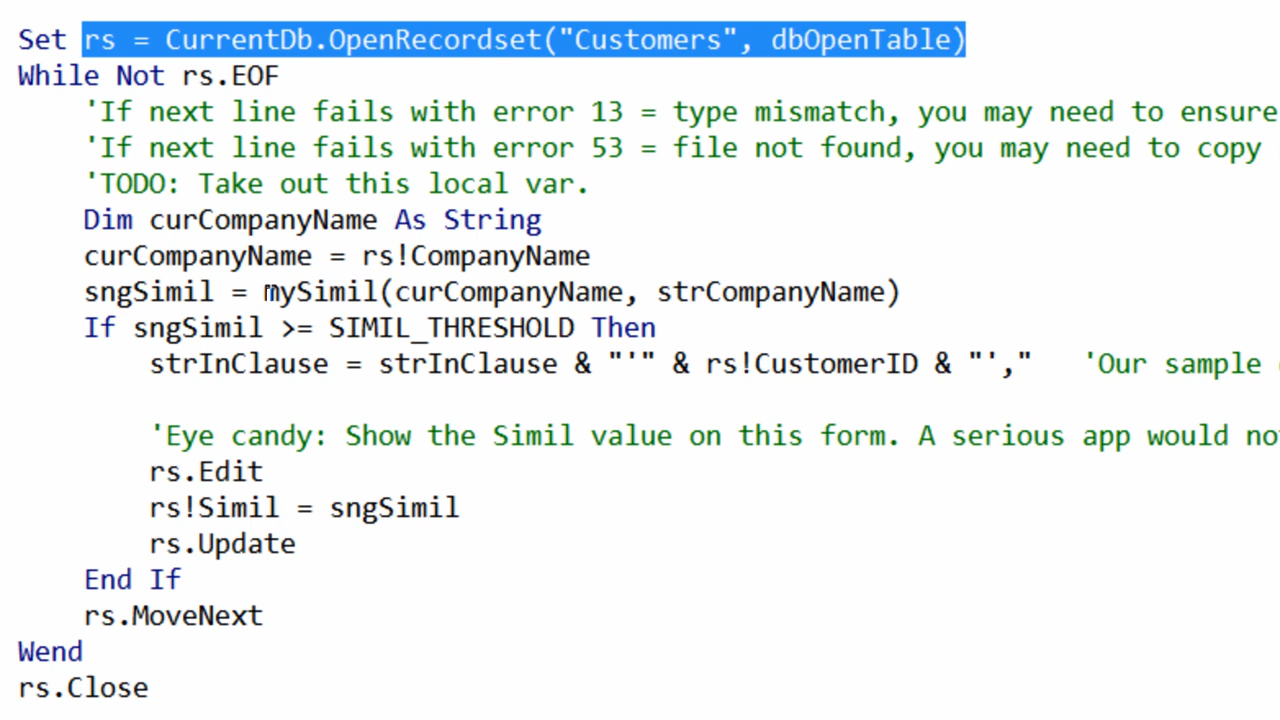 Set rs = CurrentDb.OpenRecordset("Customers", dbOpenTable)
While Not rs.EOF
    'If next line fails with error 13 = type mismatch, you may need to ensure
    'If next line fails with error 53 = file not found, you may need to copy
    'TODO: Take out this local var.
    Dim curCompanyName As String
    curCompanyName = rs!CompanyName
    sngSimil = mySimil(curCompanyName, strCompanyName)
    If sngSimil >= SIMIL_THRESHOLD Then
        strInClause = strInClause & "'" & rs!CustomerID & "',"   'Our sample
        'Eye candy: Show the Simil value on this form. A serious app would
        rs.Edit
        rs!Simil = sngSimil
        rs.Update
    End If
    rs.MoveNext
Wend
rs.Close